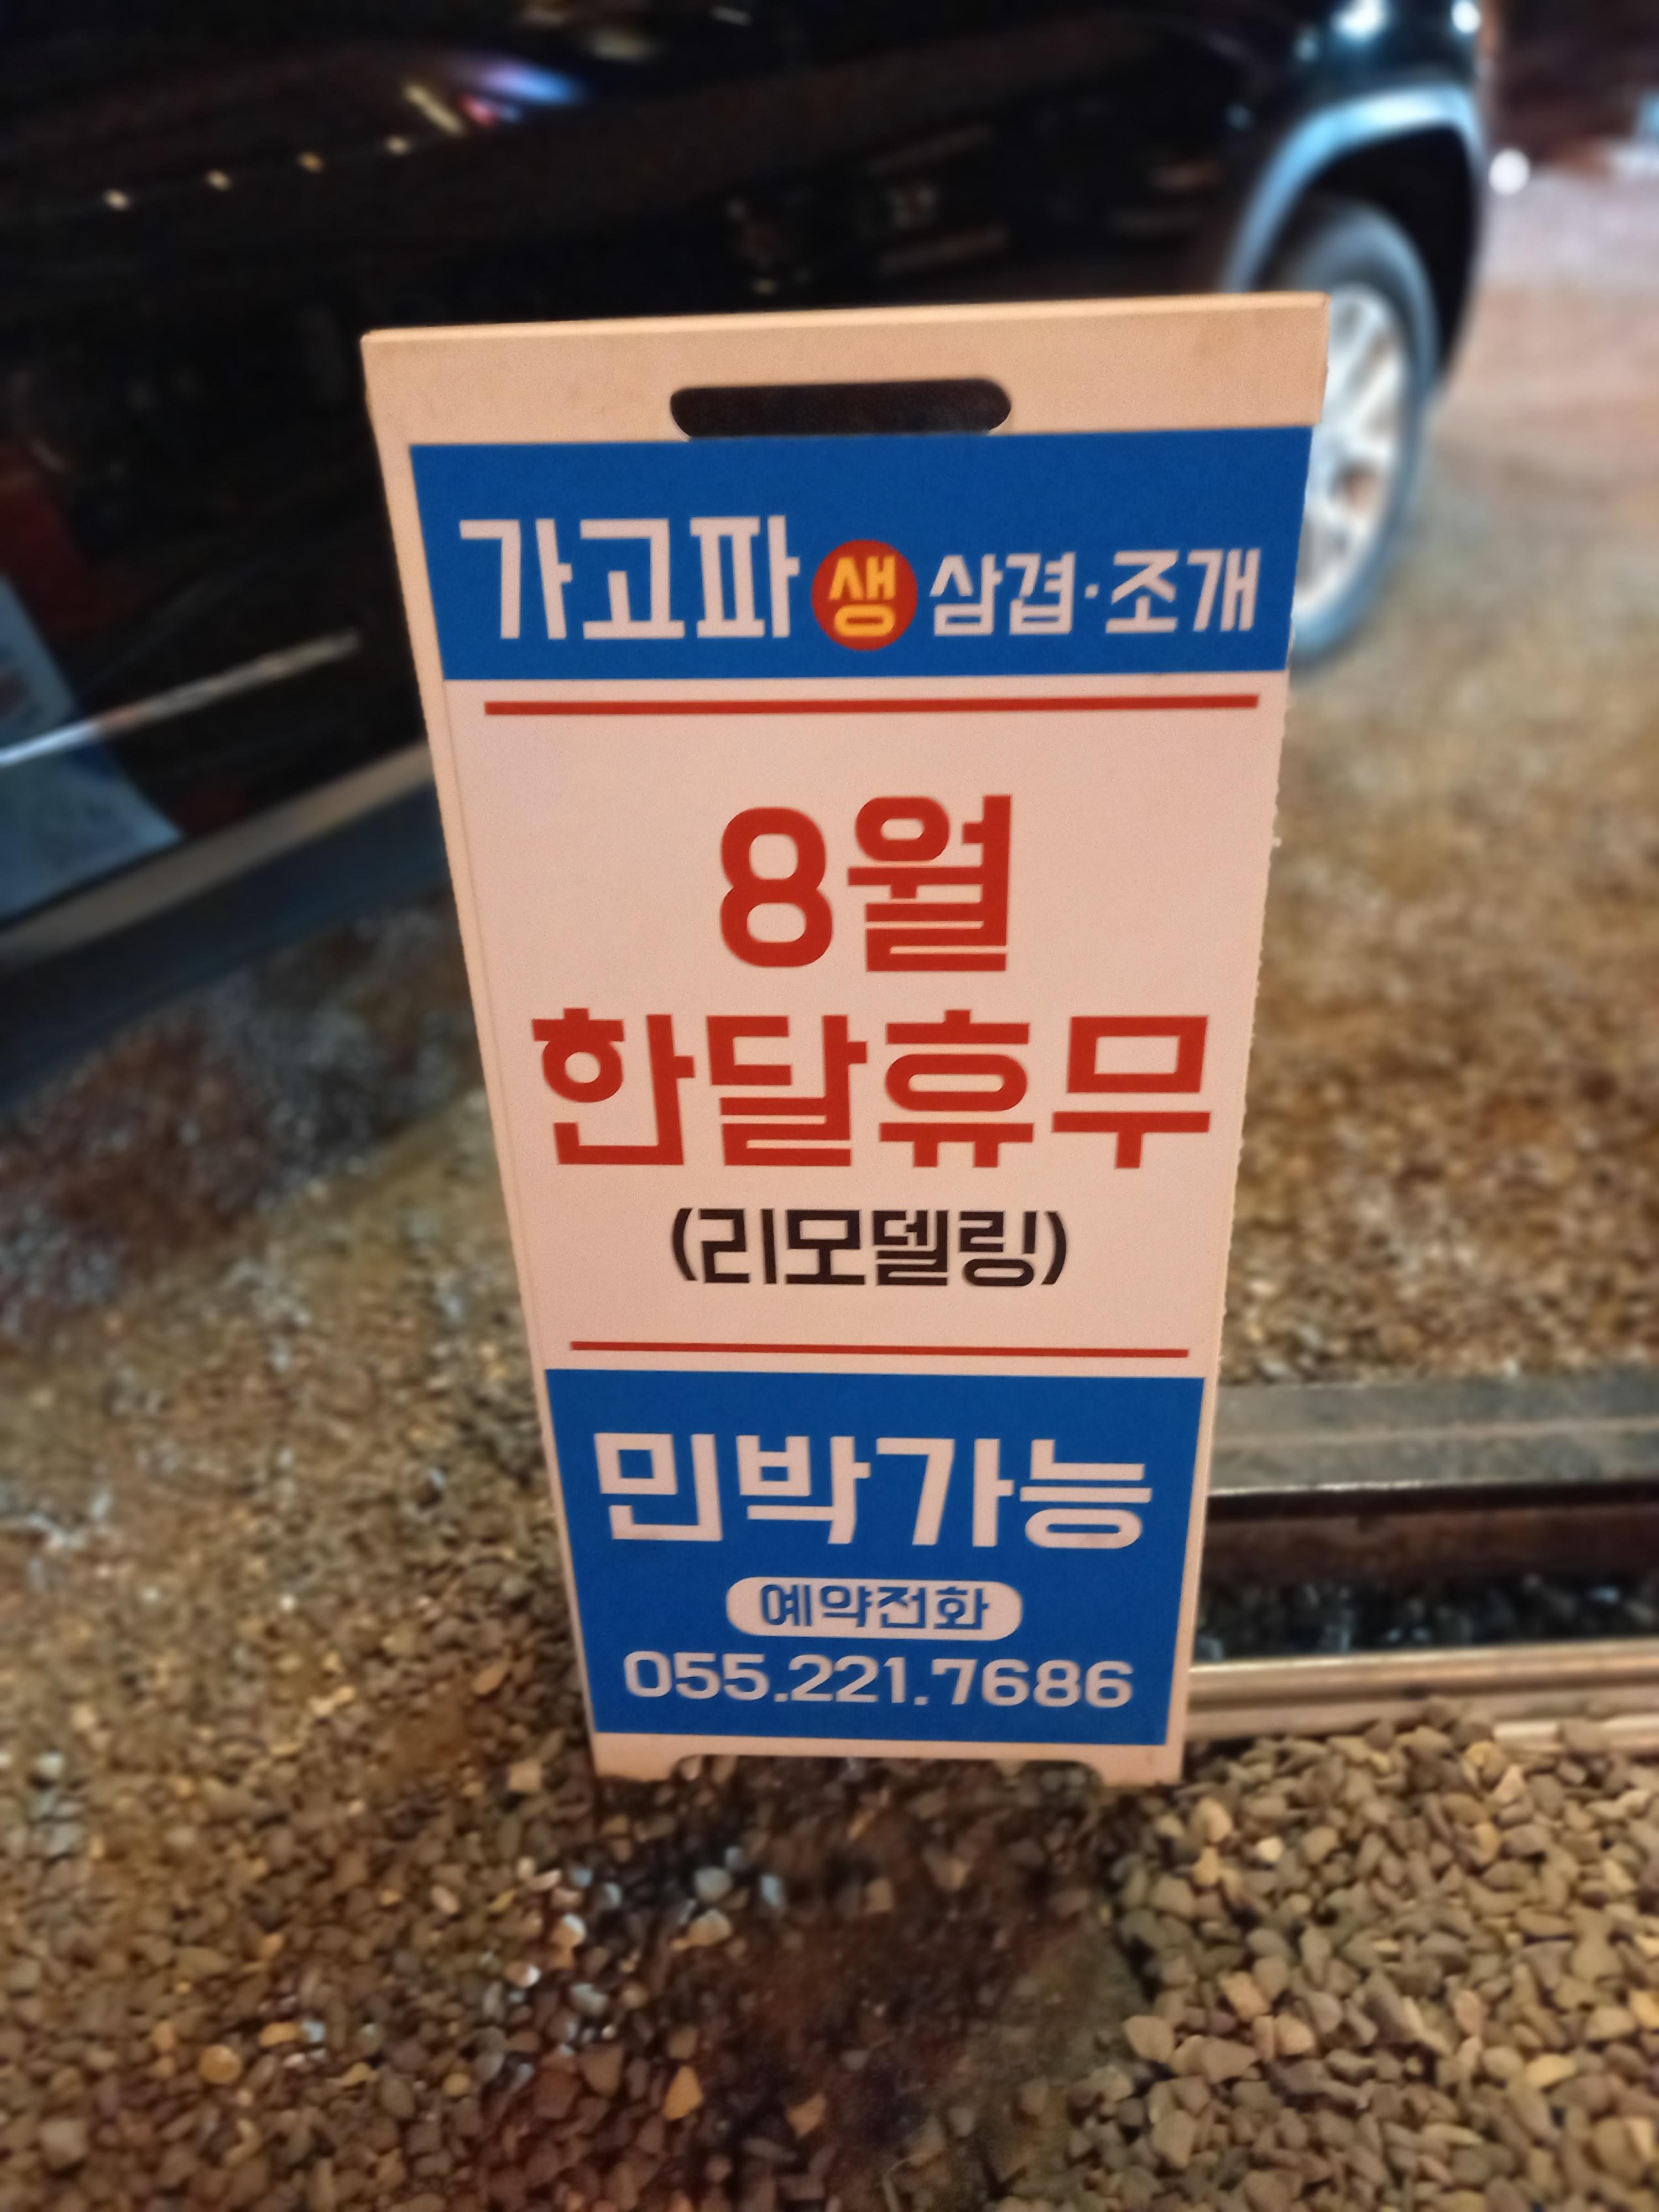 가고파 생 삼겹·조개
8월
한달휴무
(리모델링)
민박가능
예약전화
055.221.7686